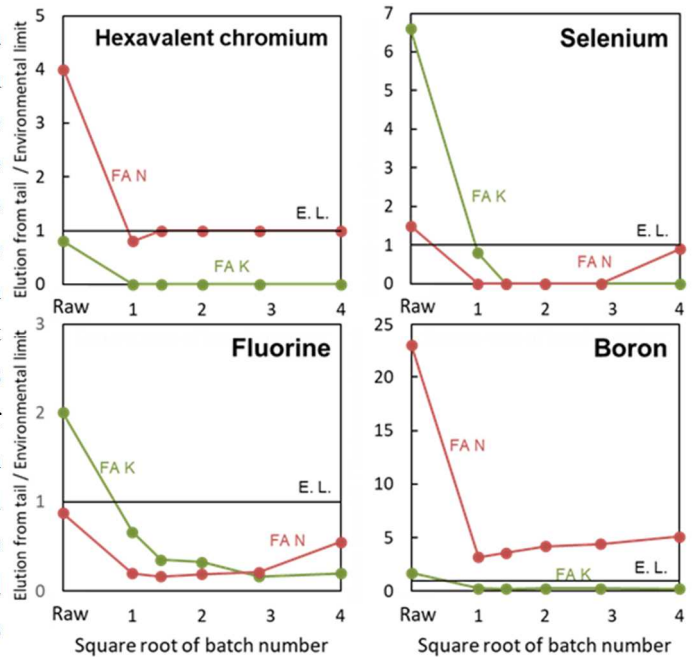 Hexavalent chromium
Elution from tail / Environmental limit
5
4
3
2
1
0
FA N
E. L.
FA K
Raw 1 2 3 4
Selenium
7
6
5
4
3
2
1
0
FA K
E. L.
FA N
Raw 1 2 3 4
Fluorine
Elution from tail / Environmental limit
3
2
1
0
FA K
E. L.
FA N
Raw 1 2 3 4
Square root of batch number
Boron
25
20
15
10
5
0
FA N
E. L.
FA K
Raw 1 2 3 4
Square root of batch number